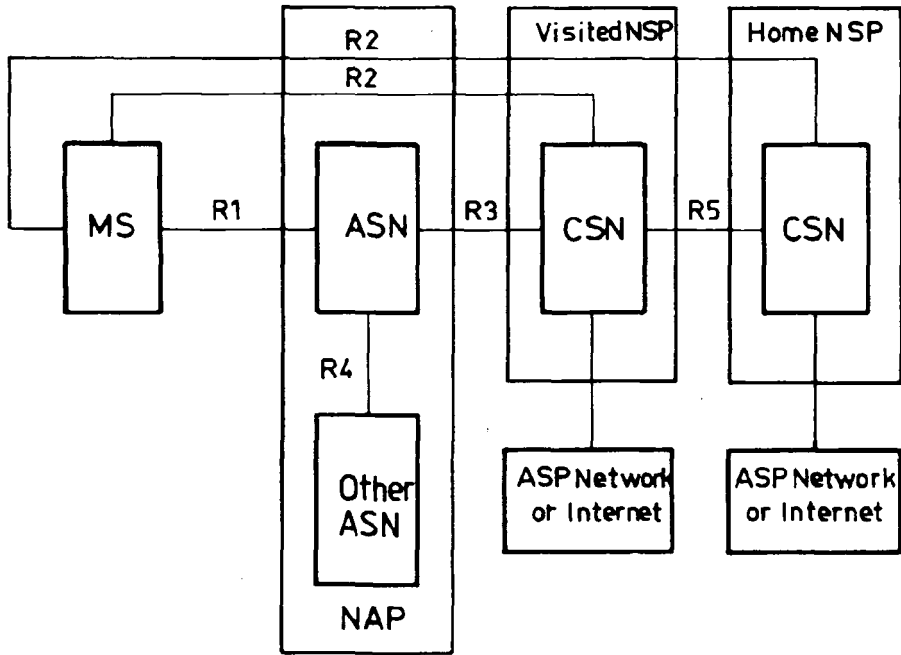 R2
Visited NSP
Home NSP
R2
MS
R1
ASN
R3
CSN
R5
CSN
R4
Other
ASN
NAP
ASP Network
or Internet
ASP Network
or Internet